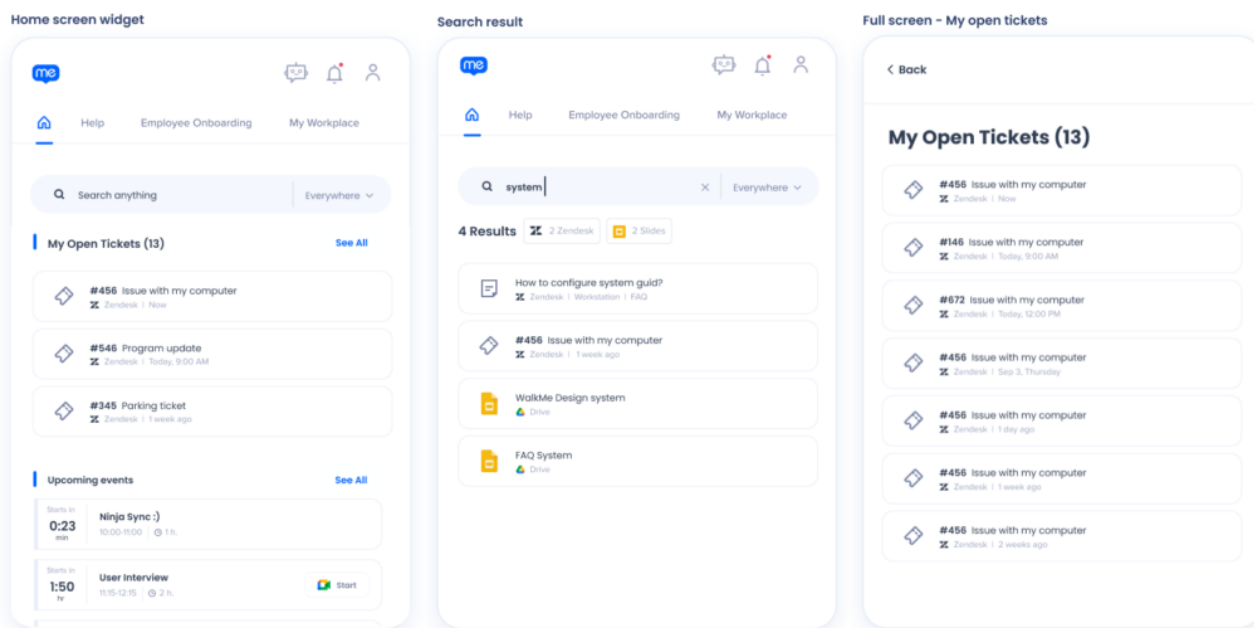 Home screen widget
me
Help Employee Onboarding My Workplace
Search anything Everywhere
My Open Tickets (13) See All
#456 Issue with my computer
Zendesk | Now
#546 Program update
Zendesk | Today, 9:00 AM
#345 Parking ticket
Zendesk | 1 week ago
Upcoming events See All
Starts in
0:23
min
Ninja Sync :)
10:00-11:00 1 h.
Starts in
1:50
hr
User Interview
11:15-12:15 2 h.
Start
Search result
me
Help Employee Onboarding My Workplace
system Everywhere
4 Results 2 Zendesk 2 Slides
How to configure system guid?
Zendesk | Workstation | FAQ
#456 Issue with my computer
Zendesk | 1 week ago
WalkMe Design system
Drive
FAQ System
Drive
Full screen - My open tickets
Back
My Open Tickets (13)
#456 Issue with my computer
Zendesk | Now
#146 Issue with my computer
Zendesk | Today, 9:00 AM
#672 Issue with my computer
Zendesk | Today, 12:00 PM
#456 Issue with my computer
Zendesk | Sep 3, Thursday
#456 Issue with my computer
Zendesk | 1 day ago
#456 Issue with my computer
Zendesk | 1 week ago
#456 Issue with my computer
Zendesk | 2 weeks ago